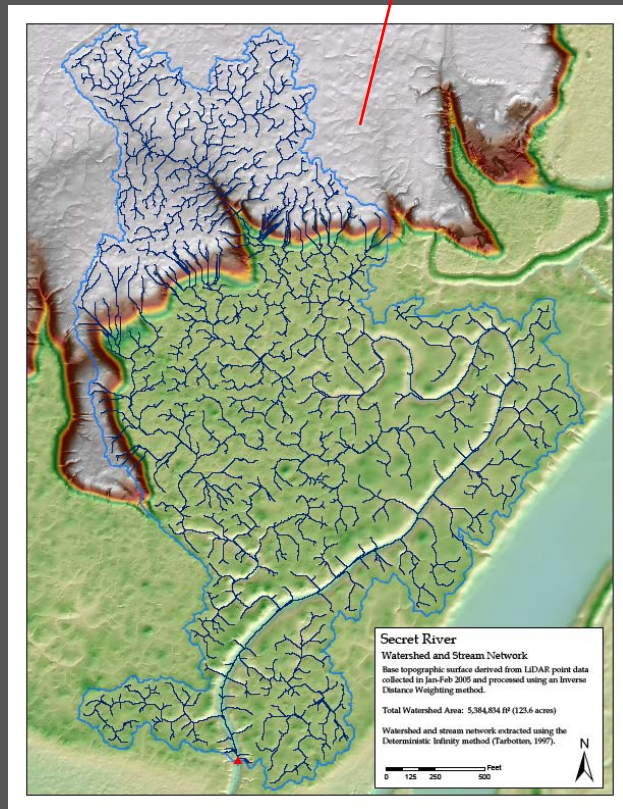 Secret River
Watershed and Stream Network
Base topographic surface derived from LiDAR point data
collected in Jan-Feb 2005 and processed using an Inverse
Distance Weighting method.
Total Watershed Area: 5,384,834 ft² (123.6 acres)
Watershed and stream network extracted using the
Deterministic Infinity method (Tarbotten, 1997).
N
Feet
0 125 250 500